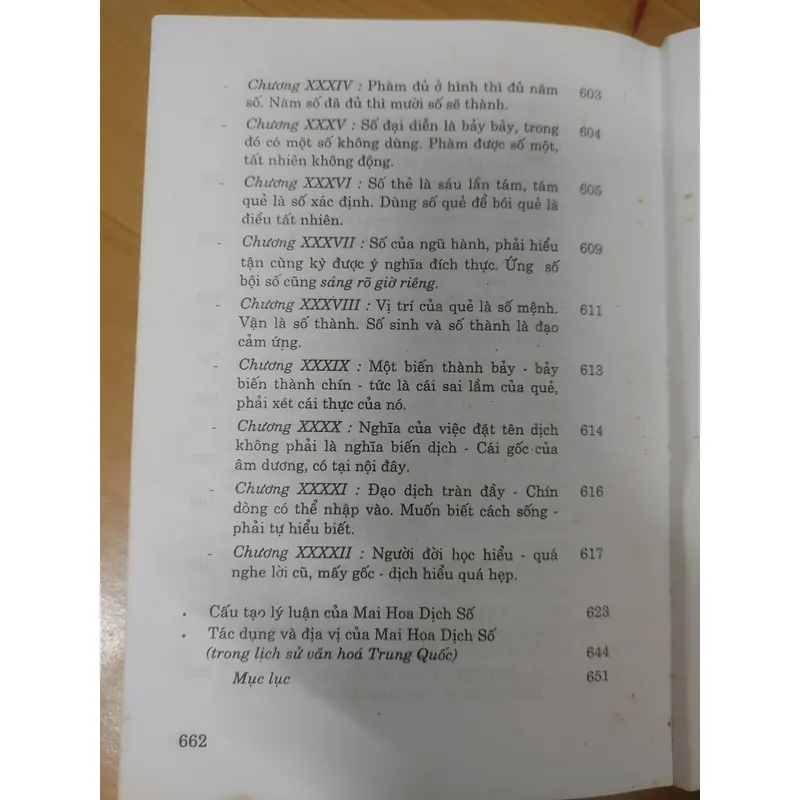 - Chương XXXIV : Phàm đủ ở hình thì đủ năm 603
số. Năm số đã đủ thì mười số sẽ thành.
- Chương XXXV : Số đại diễn là bảy bảy, trong 604
đó có một số không dùng. Phàm được số một,
tất nhiên không động.
- Chương XXXVI : Số thẻ là sáu lần tám, tám 605
quẻ là số xác định. Dùng số quẻ để bói quẻ là
điều tất nhiên.
- Chương XXXVII : Số của ngũ hành, phải hiểu 609
tận cùng kỳ được ý nghĩa đích thực. Ứng số
bội số cũng sáng rõ giờ riêng.
- Chương XXXVIII : Vị trí của quẻ là số mệnh. 611
Vận là số thành. Số sinh và số thành là đạo
cảm ứng.
- Chương XXXIX : Một biến thành bảy - bảy 613
biến thành chín - tức là cái sai lầm của quẻ,
phải xét cái thực của nó.
- Chương XXXX : Nghĩa của việc đặt tên dịch 614
không phải là nghĩa biến dịch - Cái gốc của
âm dương, có tại nội đây.
- Chương XXXXI : Đạo dịch tràn đầy - Chín 616
dòng có thể nhập vào. Muốn biết cách sống -
phải tự hiểu biết.
- Chương XXXXII : Người đời học hiểu - quá 617
nghe lời cũ, mấy gốc - dịch hiểu quá hẹp.
• Cấu tạo lý luận của Mai Hoa Dịch Số 623
• Tác dụng và địa vị của Mai Hoa Dịch Số
(trong lịch sử văn hoá Trung Quốc) 644
Mục lục 651
662